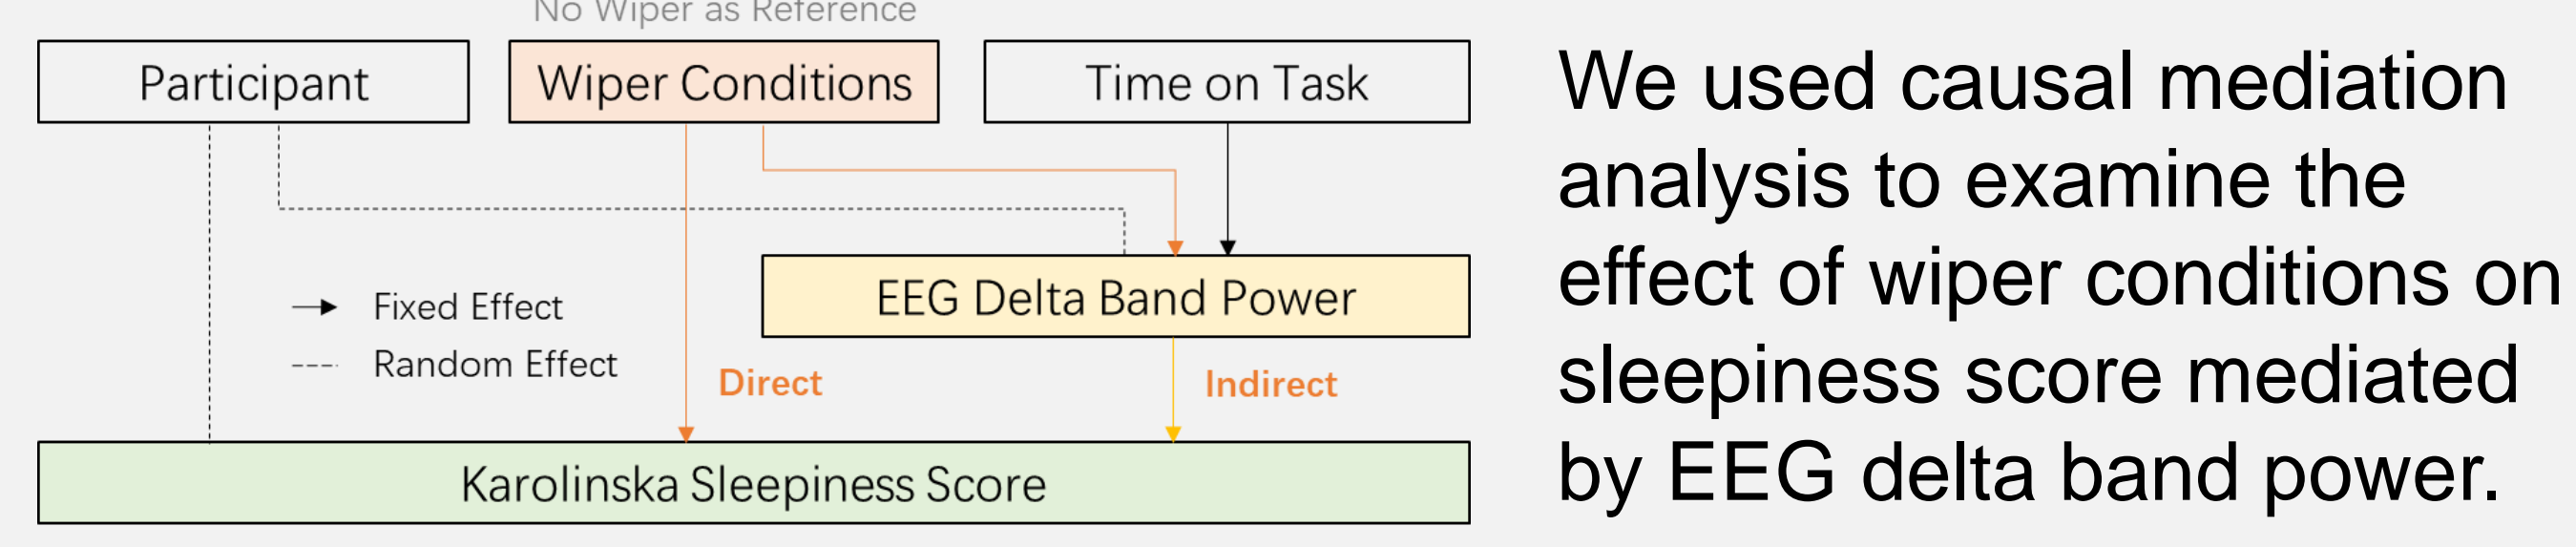 No Wiper as Reference
Participant
Wiper Conditions
Time on Task
EEG Delta Band Power
Fixed Effect
Random Effect
Direct
Indirect
Karolinska Sleepiness Score
We used causal mediation
analysis to examine the
effect of wiper conditions on
sleepiness score mediated
by EEG delta band power.